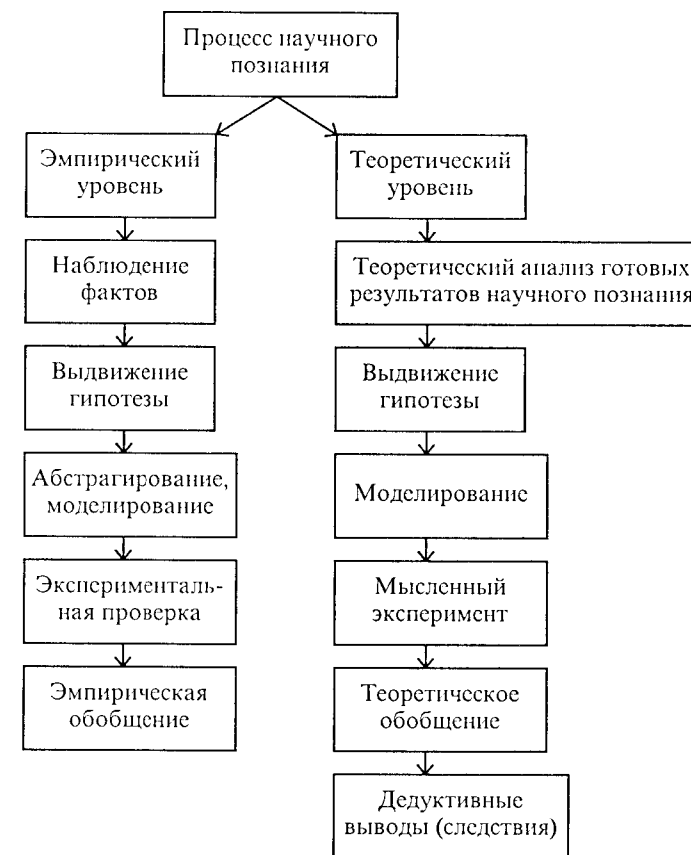 Процесс научного
познания
Эмпирический
уровень
Наблюдение
фактов
Выдвижение
гипотезы
Абстрагирование,
моделирование
Эксперименталь-
ная проверка
Эмпирическая
обобщение
Теоретический
уровень
Теоретический анализ готовых
результатов научного познания
Выдвижение
гипотезы
Моделирование
Мысленный
эксперимент
Теоретическое
обобщение
Дедуктивные
выводы (следствия)